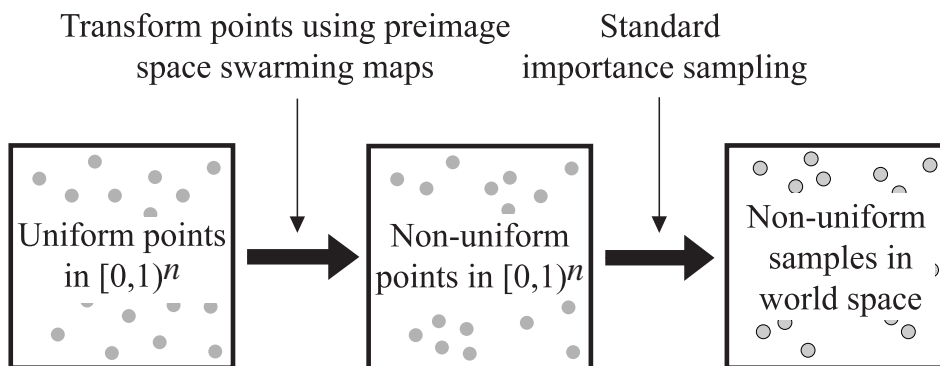 Transform points using preimage
space swarming maps
Standard
importance sampling
Uniform points
in [0,1)ⁿ
Non-uniform
points in [0,1)ⁿ
Non-uniform
samples in
world space